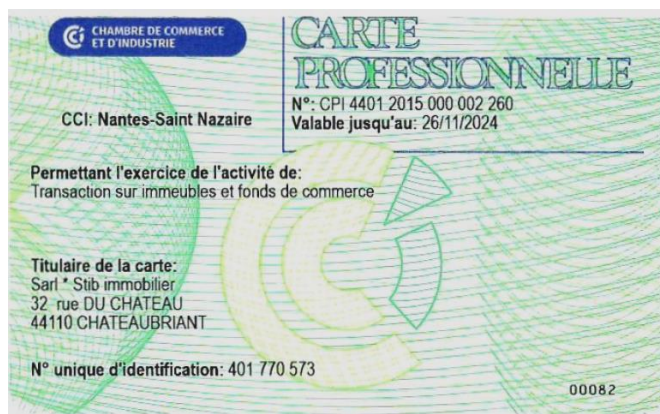 CCI CHAMBRE DE COMMERCE
ET D'INDUSTRIE
CARTE
PROFESSIONNELLE
N°: CPI 4401 2015 000 002 260
Valable jusqu'au: 26/11/2024
CCI: Nantes-Saint Nazaire
Permettant l'exercice de l'activité de:
Transaction sur immeubles et fonds de commerce
Titulaire de la carte:
Sarl * Stib immobilier
32 rue DU CHATEAU
44110 CHATEAUBRIANT
N° unique d'identification: 401 770 573
00082